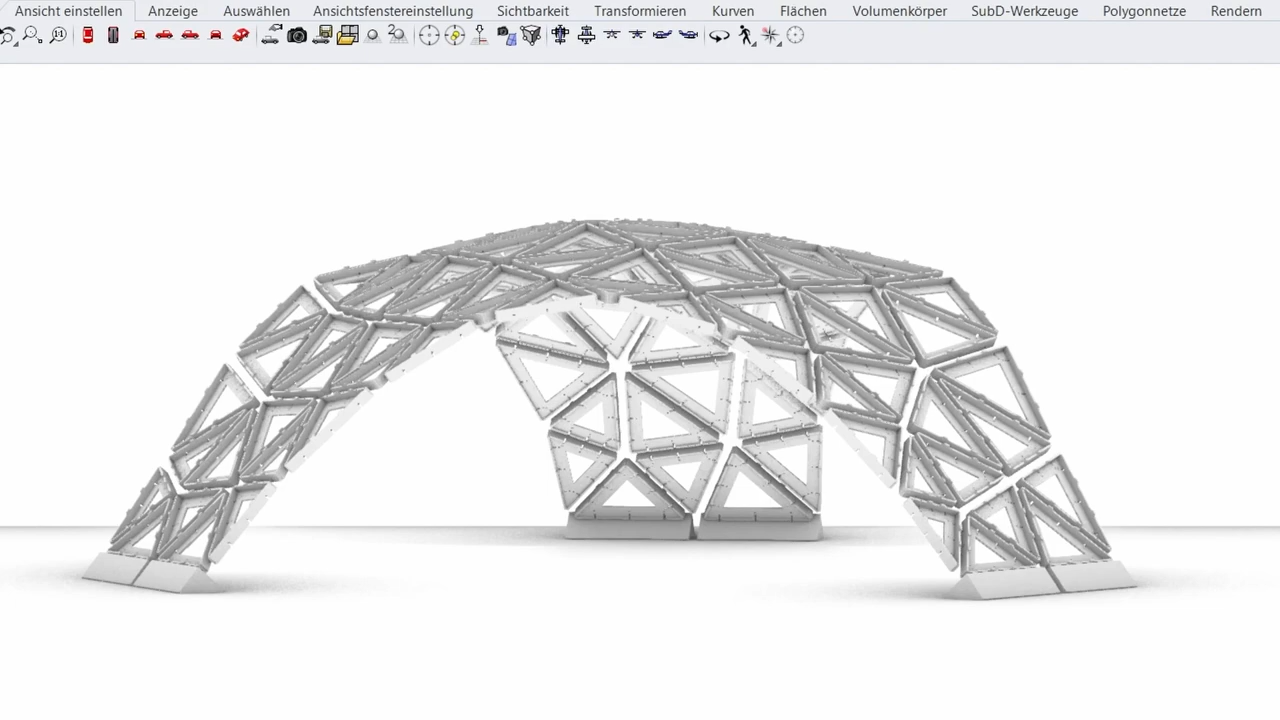 Ansicht einstellen Anzeige Auswählen Ansichtsfenstereinstellung Sichtbarkeit Transformieren Kurven Flächen Volumenkörper SubD-Werkzeuge Polygonnetze Rendern